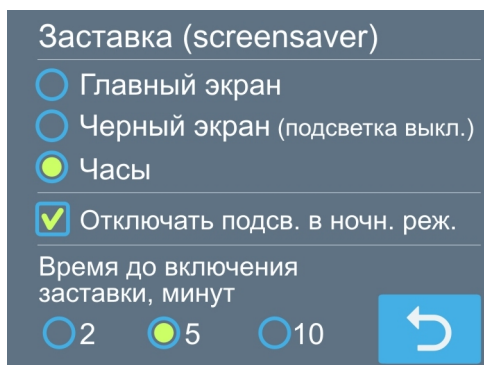 Заставка (screensaver)
Главный экран
Черный экран (подсветка выкл.)
Часы
Отключать подсв. в ночн. реж.
Время до включения
заставки, минут
2 5 10